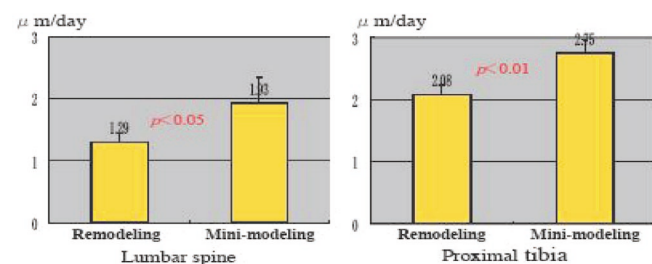 μ m/day
3
2
1
0
1.29
p<0.05
1.93
Remodeling Mini-modeling
Lumbar spine
μ m/day
3
2
1
0
2.08
p<0.01
2.75
Remodeling Mini-modeling
Proximal tibia